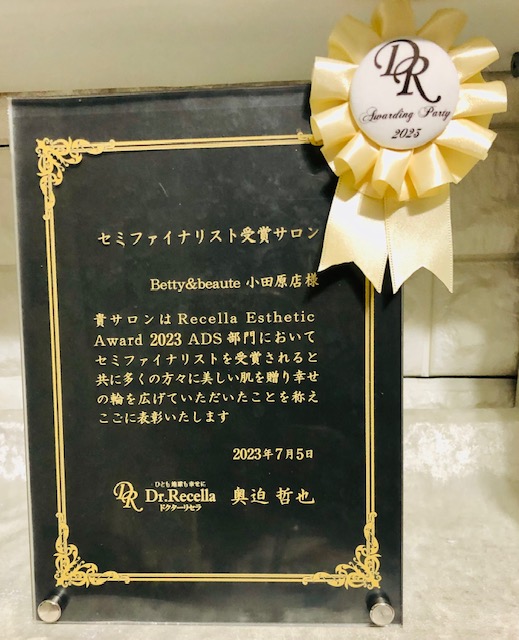 DR
Awarding Party
2023
セミファイナリスト受賞サロン
Betty&beaute 小田原店様
貴サロンは Recella Esthetic
Award 2023 ADS 部門において
セミファイナリストを受賞されると
共に多くの方々に美しい肌を贈り幸せ
の輪を広げていただいたことを称え
ここに表彰いたします
2023年7月5日
ひとも地球も幸せに
DR Dr.Recella
ドクターリセラ
奥迫 哲也